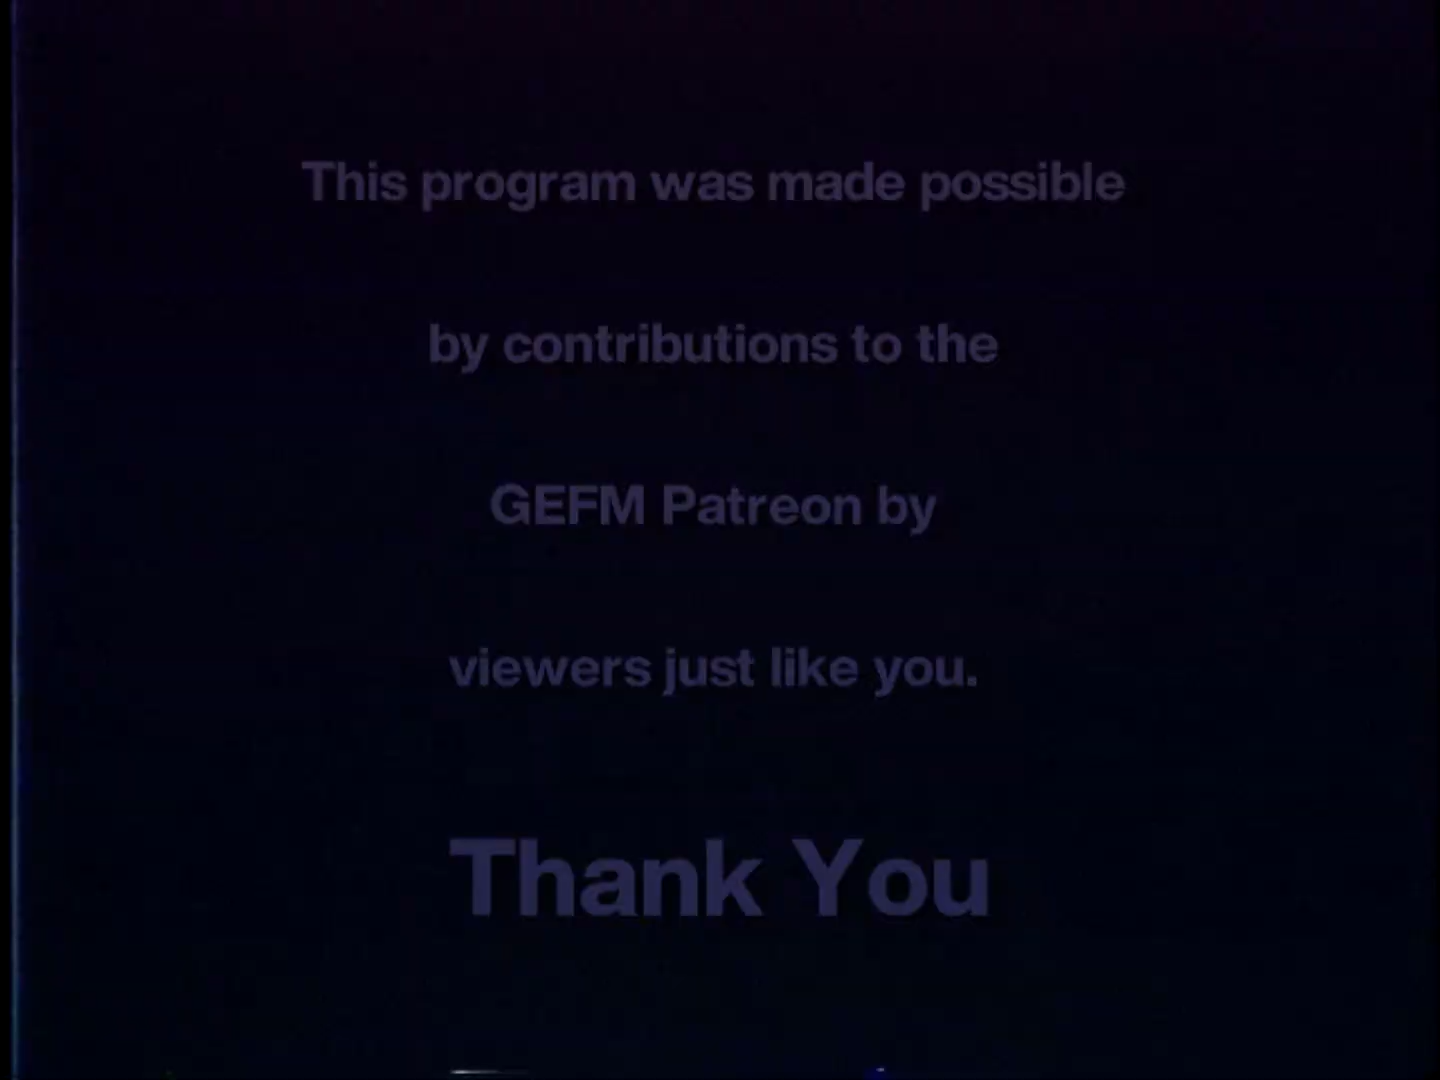 This program was made possible
by contributions to the
GEFM Patreon by
viewers just like you.
Thank You